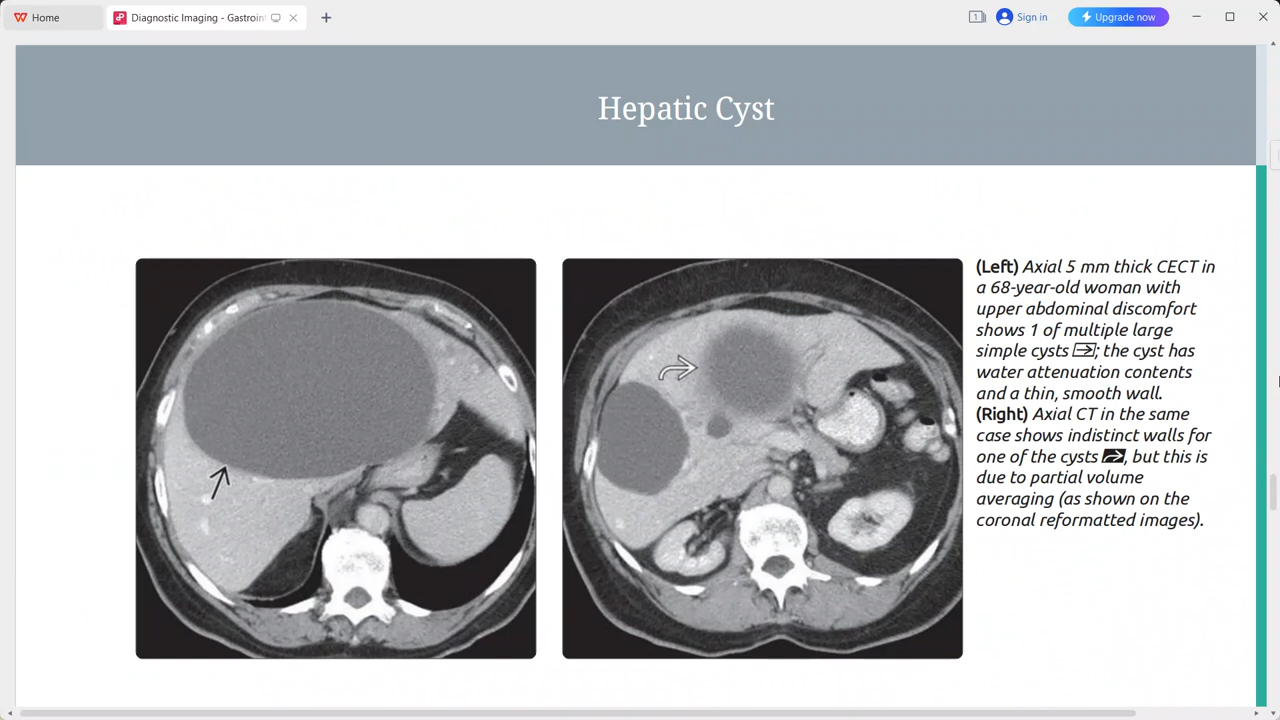 Home
Diagnostic Imaging - Gastroint
1
Sign in
Upgrade now
Hepatic Cyst
(Left) Axial 5 mm thick CECT in
a 68-year-old woman with
upper abdominal discomfort
shows 1 of multiple large
simple cysts ; the cyst has
water attenuation contents
and a thin, smooth wall.
(Right) Axial CT in the same
case shows indistinct walls for
one of the cysts , but this is
due to partial volume
averaging (as shown on the
coronal reformatted images).